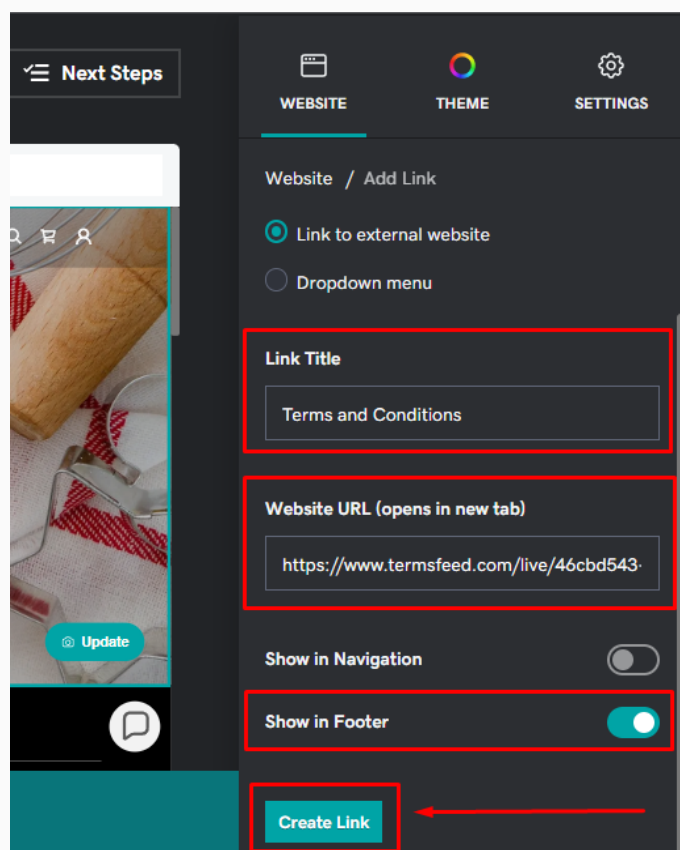 Next Steps
WEBSITE
THEME
SETTINGS
Website / Add Link
Link to external website
Dropdown menu
Link Title
Terms and Conditions
Website URL (opens in new tab)
https://www.termsfeed.com/live/46cbd543-
Show in Navigation
Update
Show in Footer
Create Link